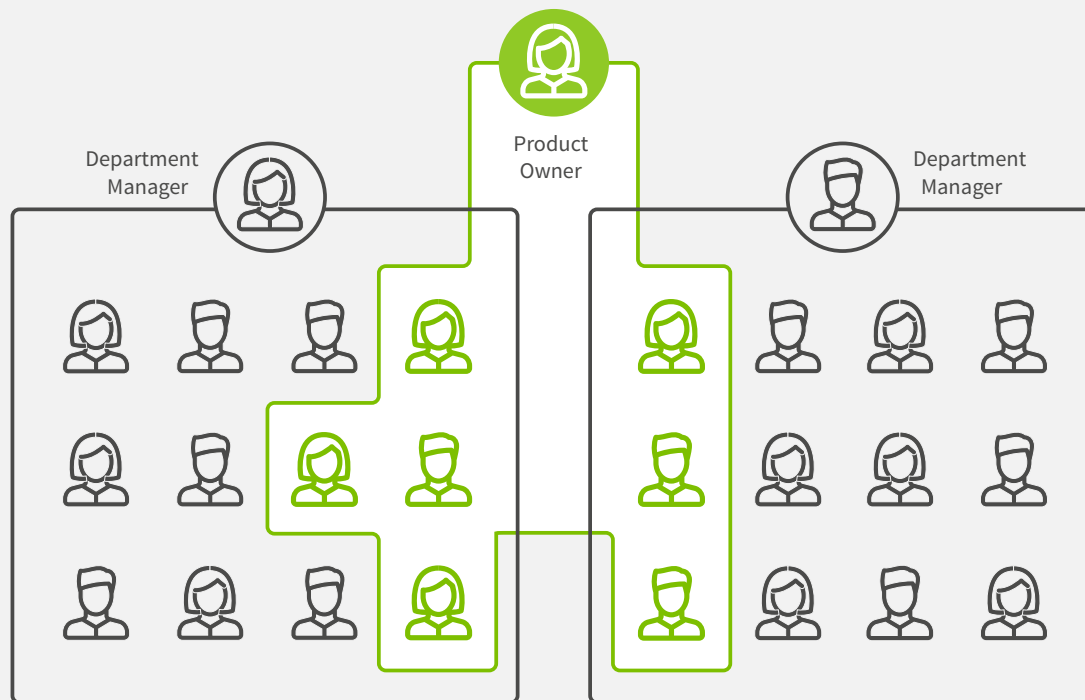 Product
Owner
Department
Manager
Department
Manager